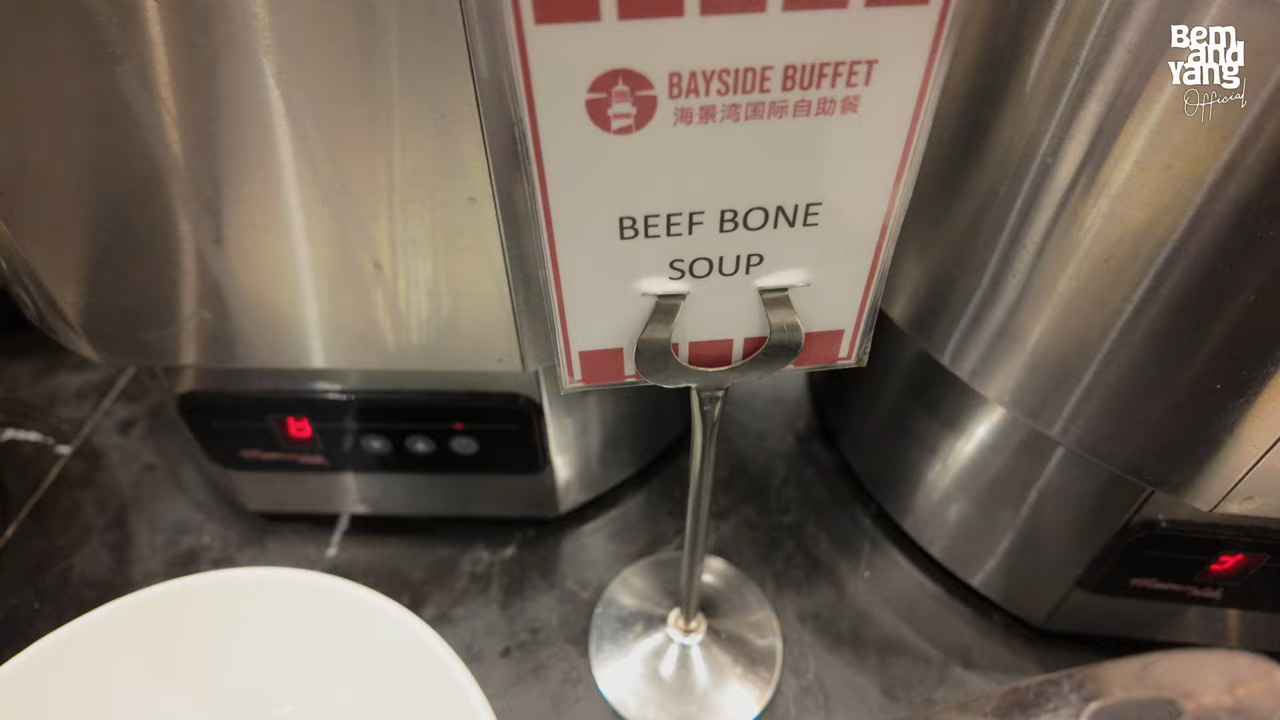 Bem
and
Yang
Official
BAYSIDE BUFFET
海景湾国际自助餐
BEEF BONE
SOUP